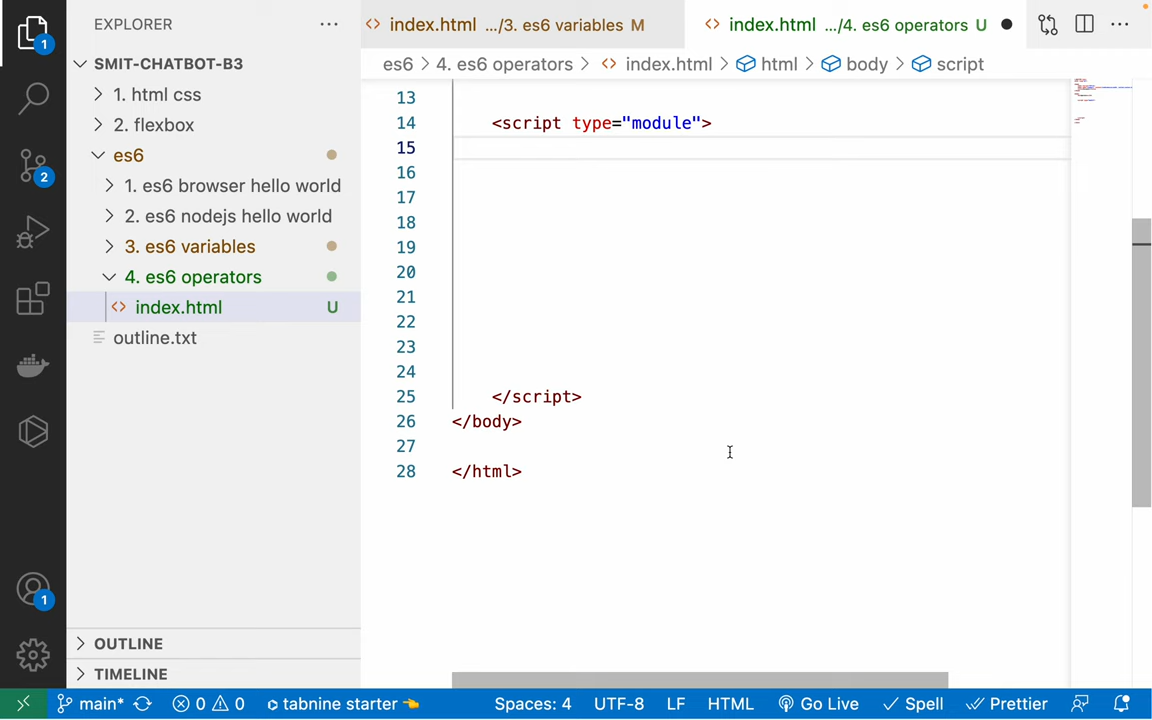 EXPLORER
SMIT-CHATBOT-B3
1. html css
2. flexbox
es6
1. es6 browser hello world
2. es6 nodejs hello world
3. es6 variables
4. es6 operators
index.html U
outline.txt
OUTLINE
TIMELINE
1
2
1
index.html .../3. es6 variables M
index.html .../4. es6 operators U
es6 > 4. es6 operators > index.html > html > body > script
13
14 <script type="module">
15
16
17
18
19
20
21
22
23
24
25 </script>
26 </body>
27
28 </html>
main* 0 0 tabnine starter 👈 Spaces: 4 UTF-8 LF HTML Go Live Spell Prettier